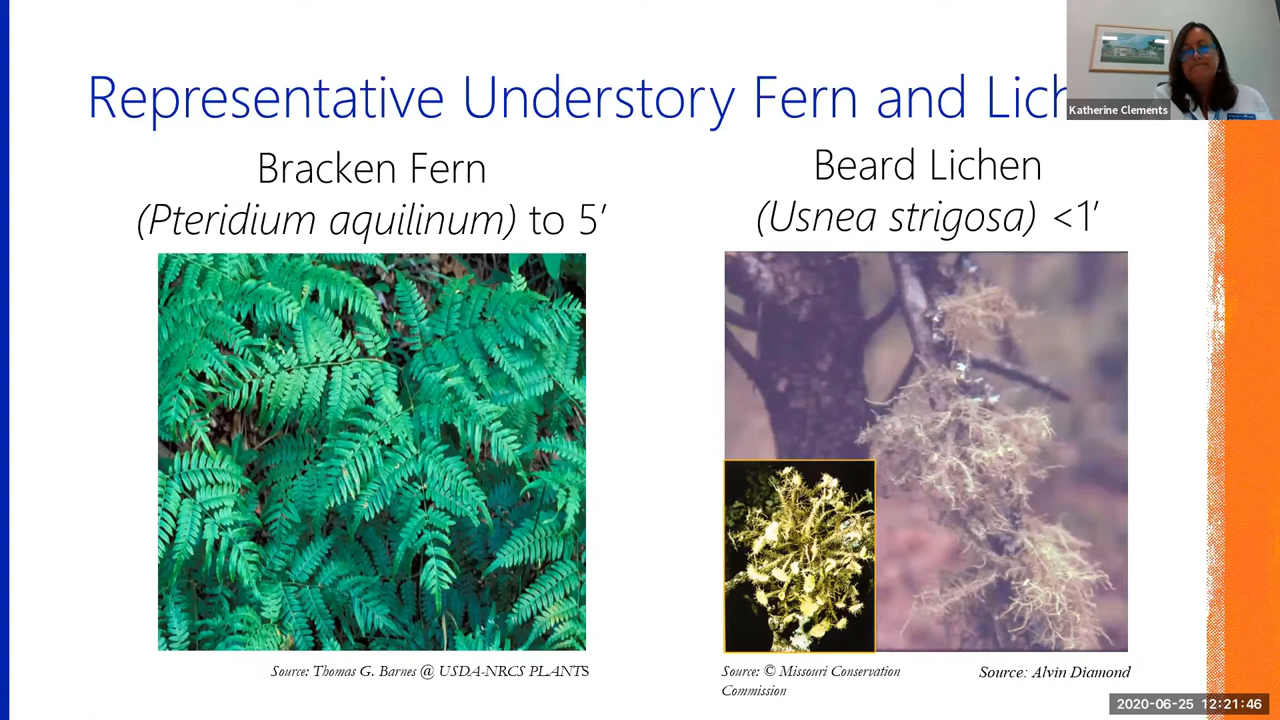 Representative Understory Fern and Lich
Katherine Clements
Bracken Fern
(Pteridium aquilinum) to 5’
Beard Lichen
(Usnea strigosa) <1’
Source: Thomas G. Barnes @ USDA-NRCS PLANTS
Source: © Missouri Conservation
Commission
Source: Alvin Diamond
2020-06-25 12:21:46